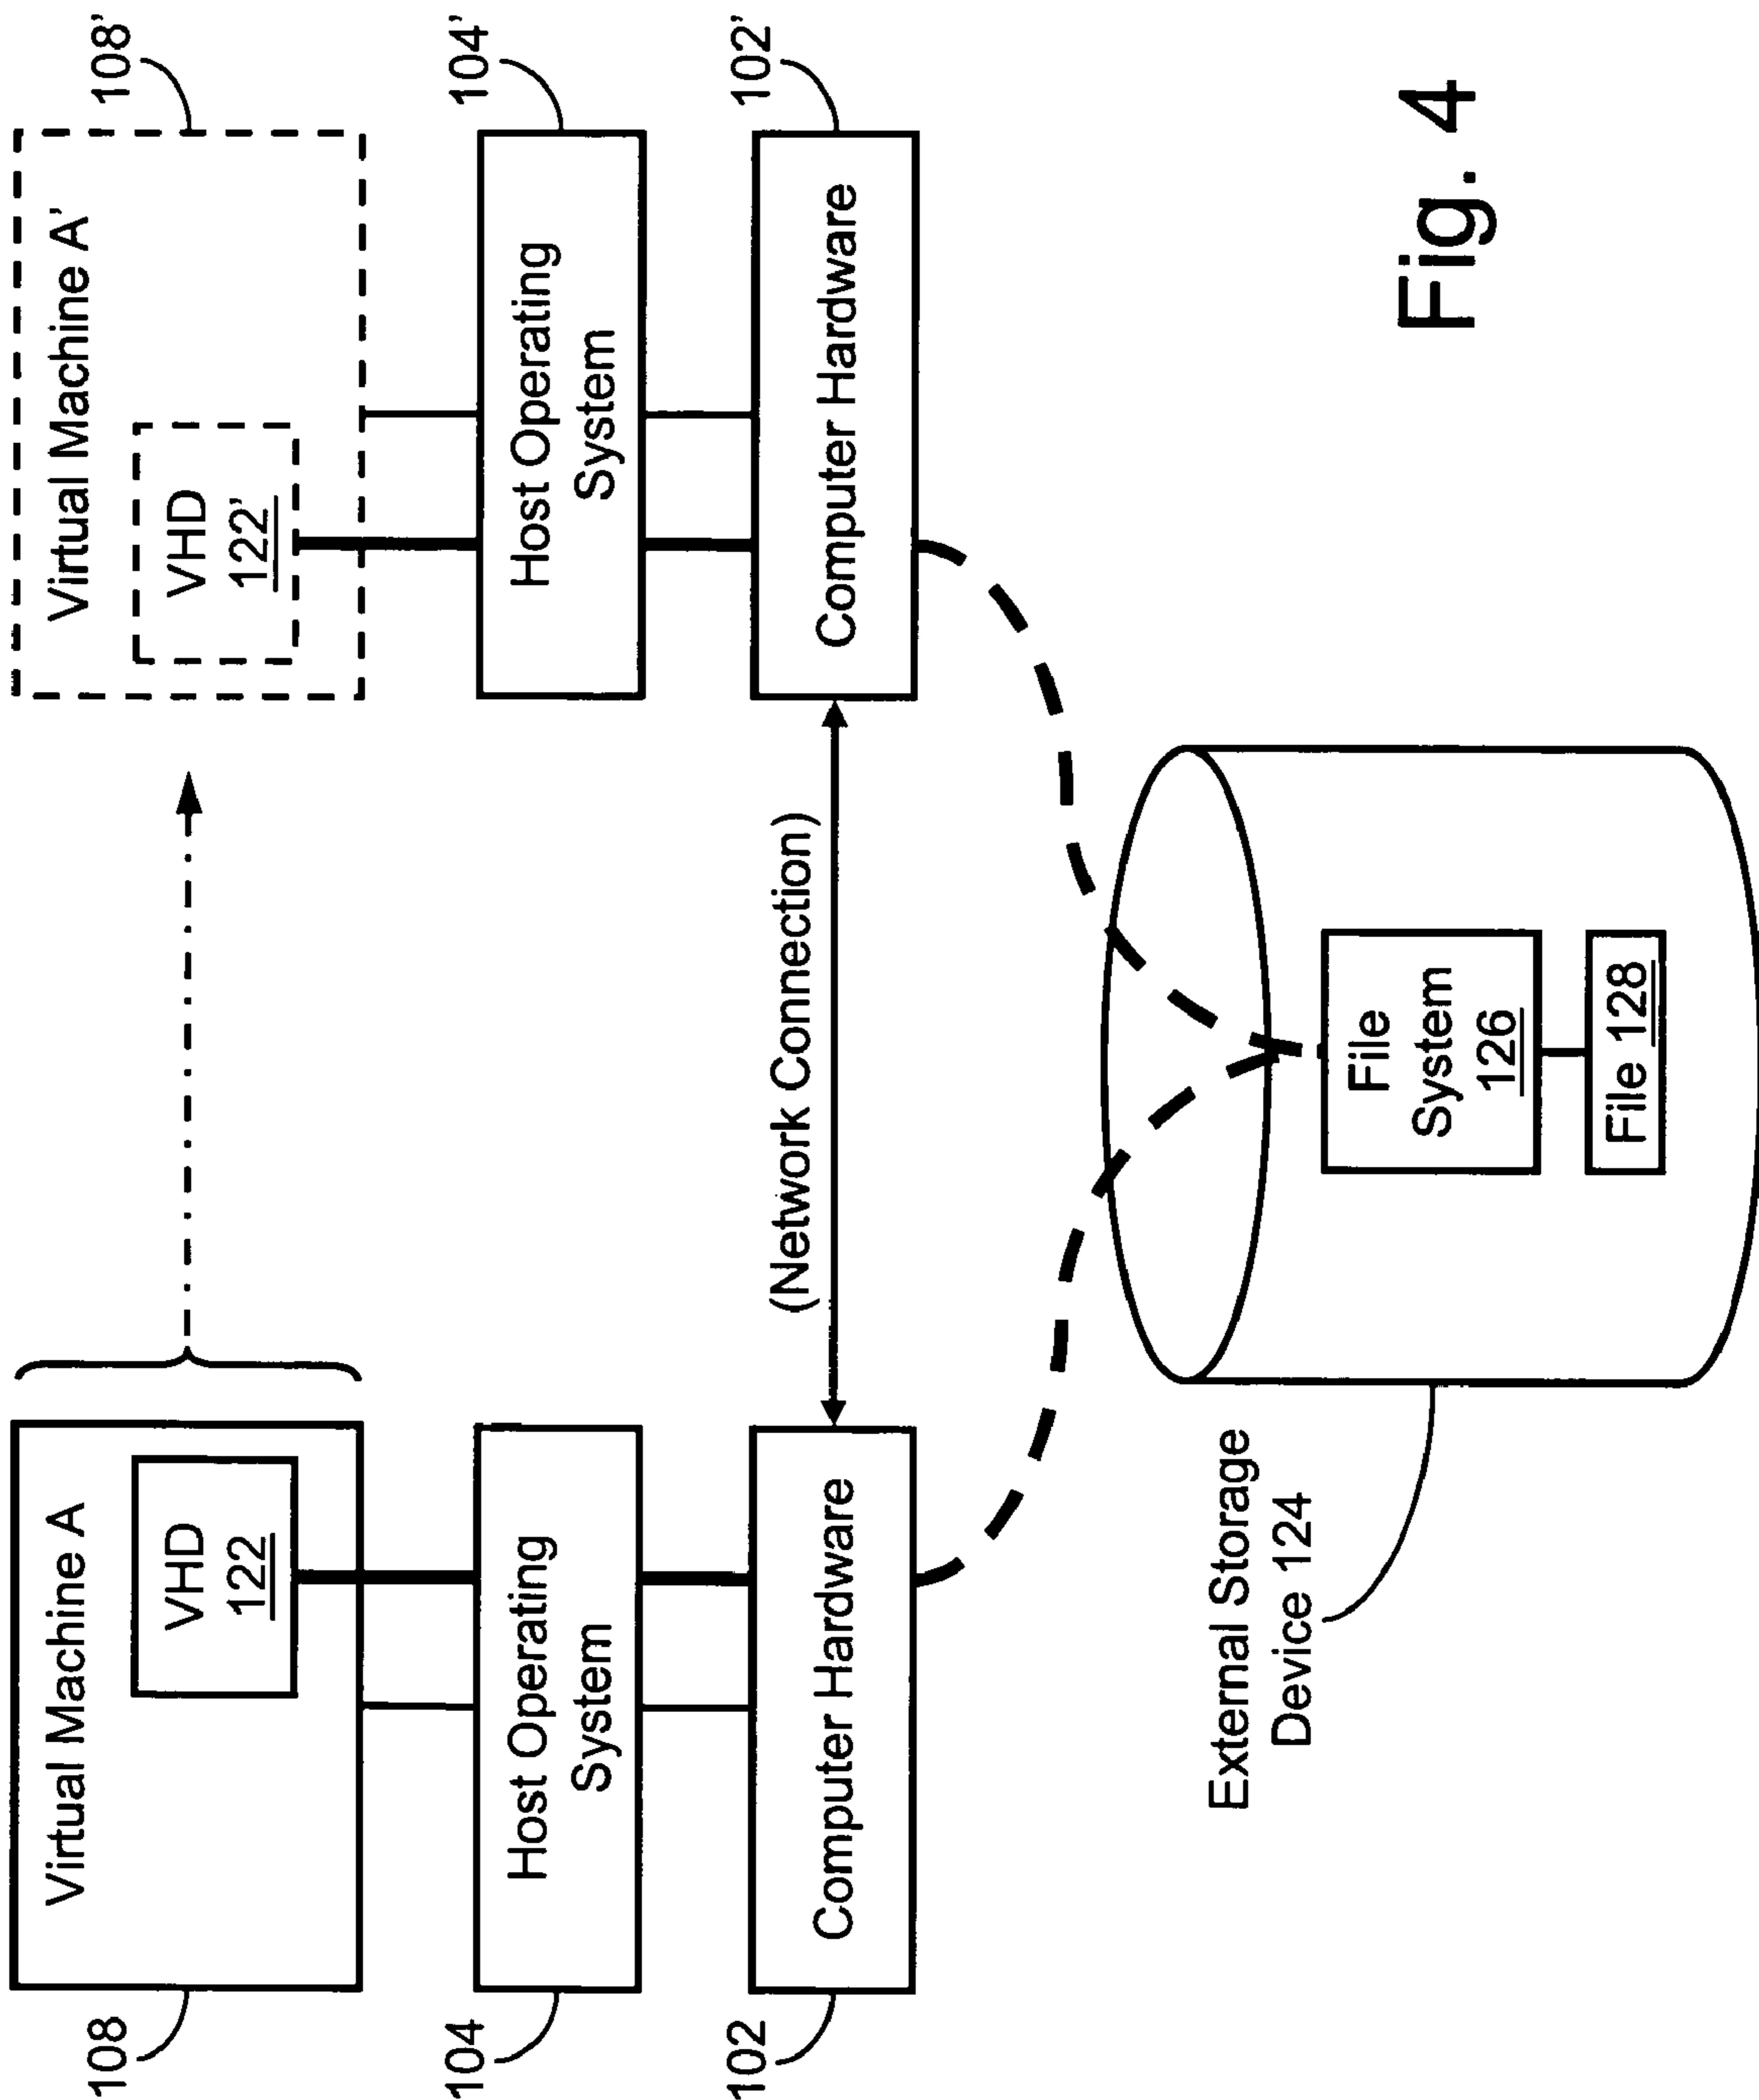 108
Virtual Machine A
VHD
122
108'
Virtual Machine A'
VHD
122'
104
Host Operating
System
104'
Host Operating
System
102
Computer Hardware
(Network Connection)
102'
Computer Hardware
External Storage
Device 124
File
System
126
File 128
Fig. 4